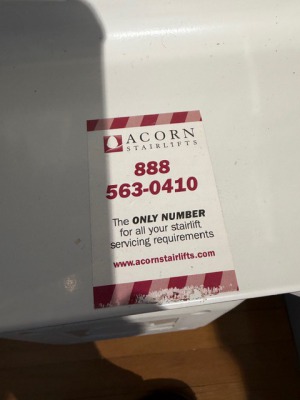 ACORN
STAIRLIFTS
888
563-0410
The ONLY NUMBER
for all your stairlift
servicing requirements
www.acornstairlifts.com